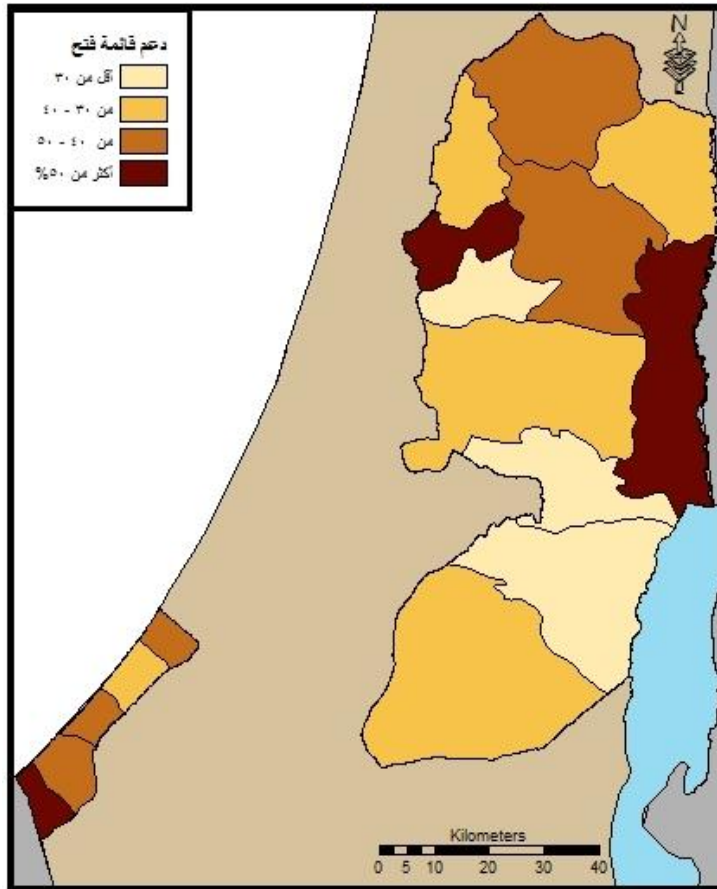 دعم قائمة فتح
أقل من ٣٠
من ٣٠ - ٤٠
من ٤٠ - ٥٠
أكثر من ٥٠%
N
Kilometers
0 5 10 20 30 40